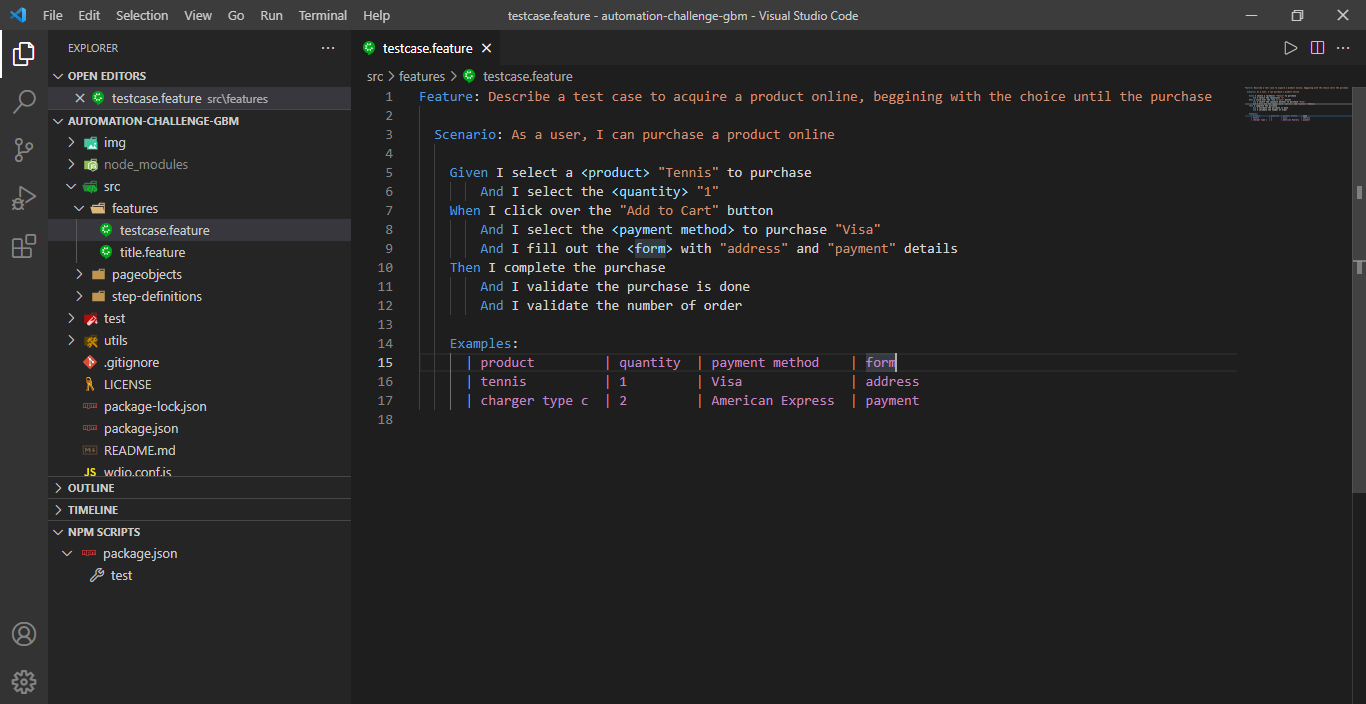 File Edit Selection View Go Run Terminal Help
testcase.feature - automation-challenge-gbm - Visual Studio Code
EXPLORER
OPEN EDITORS
testcase.feature src\features
AUTOMATION-CHALLENGE-GBM
img
node_modules
src
features
testcase.feature
title.feature
pageobjects
step-definitions
test
utils
.gitignore
LICENSE
package-lock.json
package.json
README.md
JS wdio.conf.js
OUTLINE
TIMELINE
NPM SCRIPTS
package.json
test
testcase.feature
src > features > testcase.feature
1 Feature: Describe a test case to acquire a product online, beggining with the choice until the purchase
2
3 Scenario: As a user, I can purchase a product online
4
5 Given I select a <product> "Tennis" to purchase
6 And I select the <quantity> "1"
7 When I click over the "Add to Cart" button
8 And I select the <payment method> to purchase "Visa"
9 And I fill out the <form> with "address" and "payment" details
10 Then I complete the purchase
11 And I validate the purchase is done
12 And I validate the number of order
13
14 Examples:
15 | product | quantity | payment method | form
16 | tennis | 1 | Visa | address
17 | charger type c | 2 | American Express | payment
18